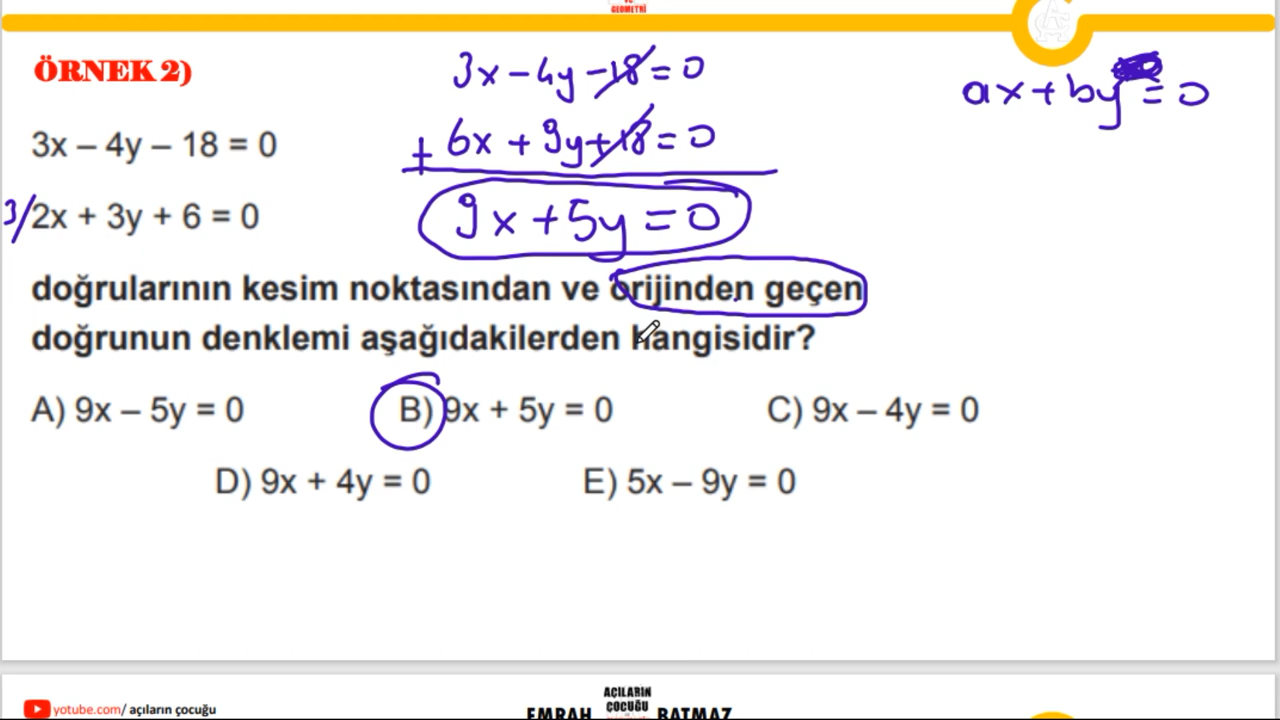 VE
GEOMETRİ
ÖRNEK 2)
3x – 4y – 18 = 0
3/2x + 3y + 6 = 0
3x – 4y – 18 = 0
+ 6x + 9y + 18 = 0
9x + 5y = 0
ax + by = 0
doğrularının kesim noktasından ve orijinden geçen
doğrunun denklemi aşağıdakilerden hangisidir?
A) 9x – 5y = 0 B) 9x + 5y = 0 C) 9x – 4y = 0
D) 9x + 4y = 0 E) 5x – 9y = 0
yotube.com/ açıların çocuğu
AÇILARIN
ÇOCUĞU
EMRAH BATMAZ